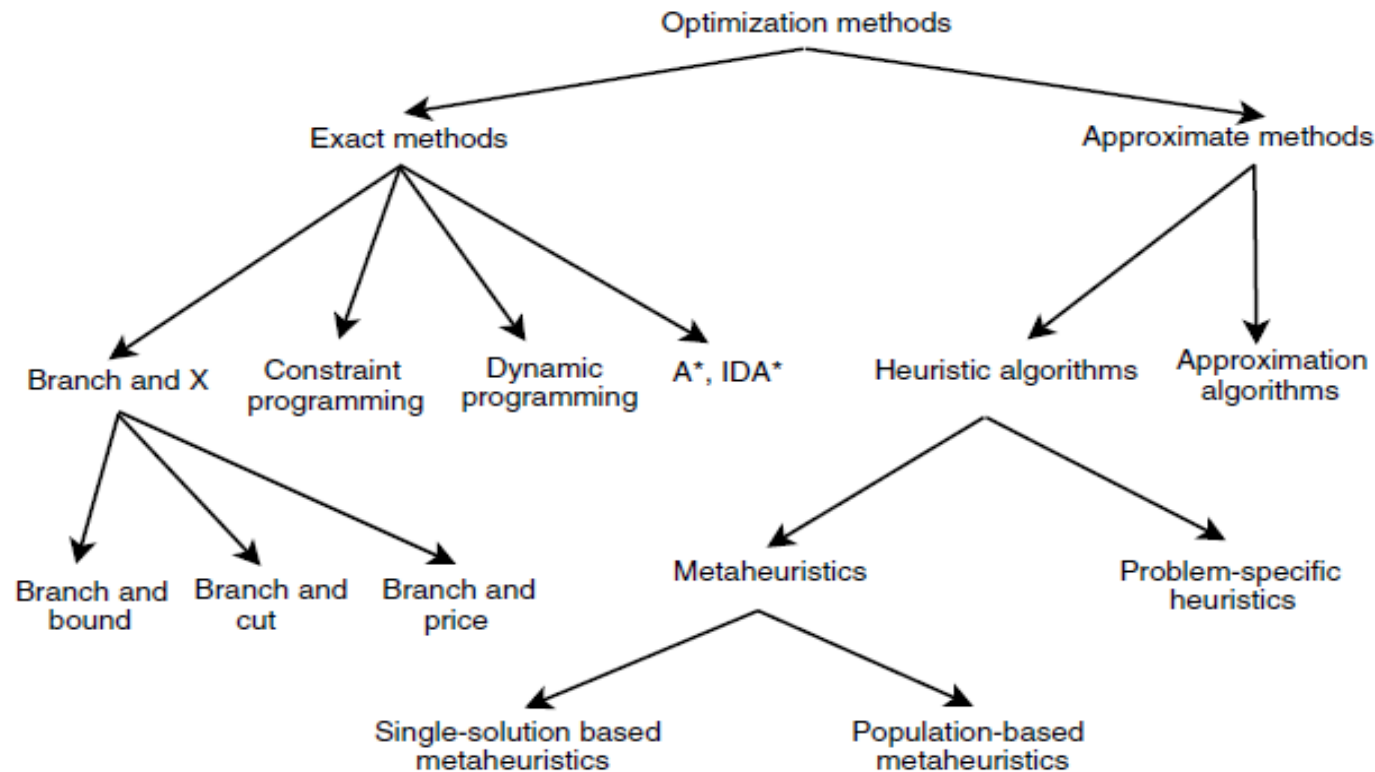 Optimization methods
Exact methods
Approximate methods
Branch and X
Constraint
programming
Dynamic
programming
A*, IDA*
Heuristic algorithms
Approximation
algorithms
Branch and
bound
Branch and
cut
Branch and
price
Metaheuristics
Problem-specific
heuristics
Single-solution based
metaheuristics
Population-based
metaheuristics